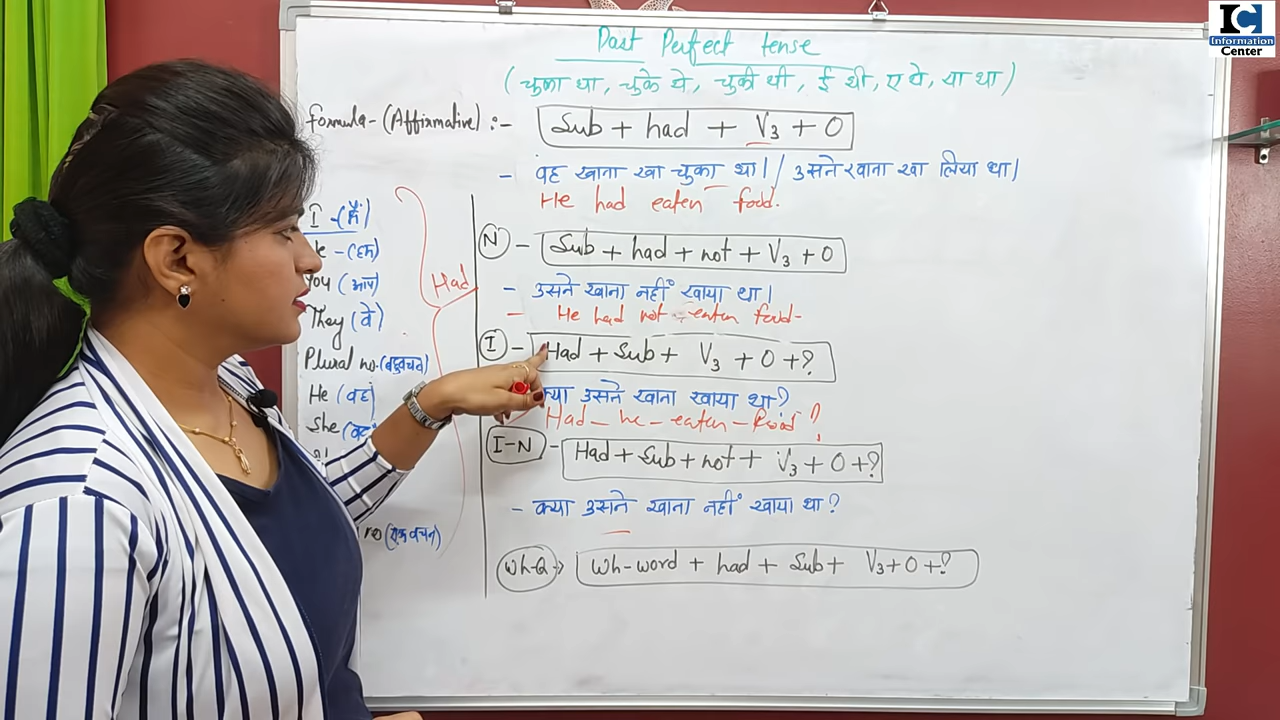 IC
Information
Center
Past Perfect tense
(चुका था, चुके थे, चुकी थी, ई थी, ए थे, या था)
formula-(Affirmative) :- Sub + had + V3 + O
- वह खाना खा चुका था। / उसने खाना खा लिया था।
He had eaten food.
I -(मैं)
- (हम)
You (आप)
They (वे)
Plural no. (बहुवचन)
He (वह)
She
(एक वचन)
Had
N - Sub + had + not + V3 + O
- उसने खाना नहीं खाया था।
- He had not eaten food-
I - Had + Sub + V3 + O + ?
क्या उसने खाना खाया था?
Had - he - eaten - food?
I-N - Had + Sub + not + V3 + O + ?
- क्या उसने खाना नहीं खाया था?
Wh-Q → Wh-word + had + Sub + V3 + O + ?